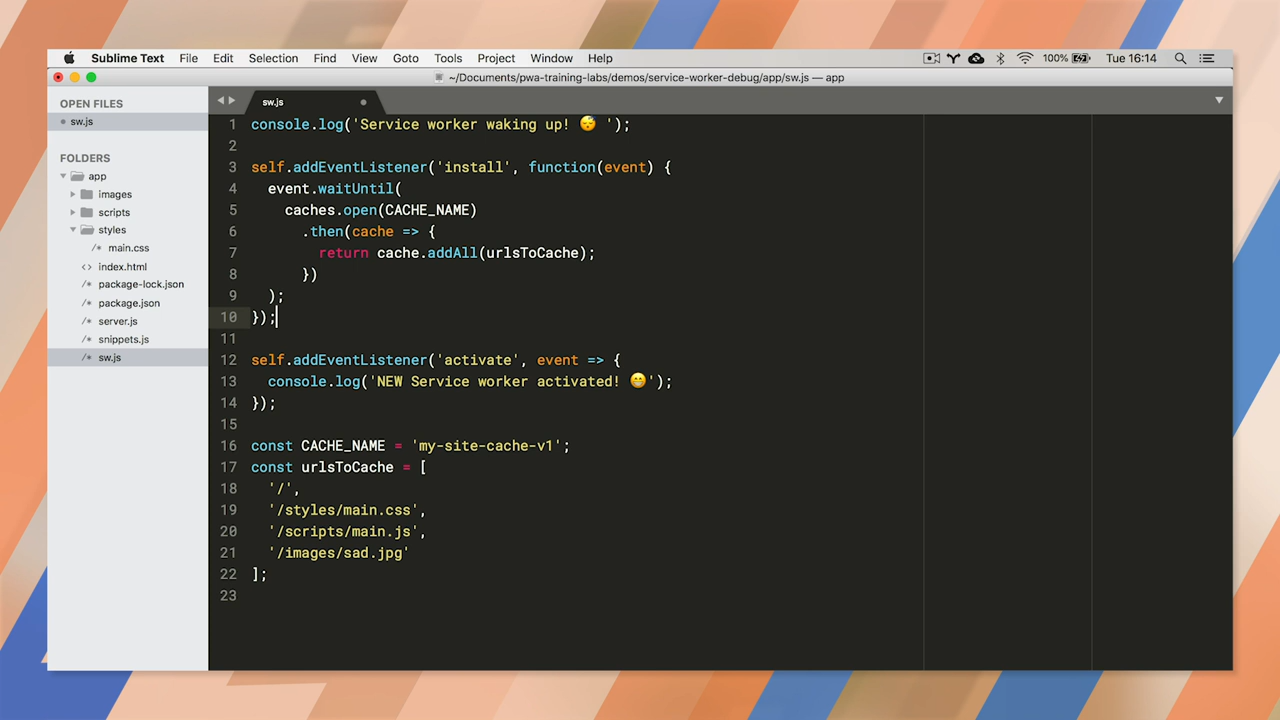 Sublime Text File Edit Selection Find View Goto Tools Project Window Help 100% Tue 16:14
~/Documents/pwa-training-labs/demos/service-worker-debug/app/sw.js — app
OPEN FILES
sw.js
FOLDERS
app
images
scripts
styles
/* main.css
<> index.html
/* package-lock.json
/* package.json
/* server.js
/* snippets.js
/* sw.js
sw.js
1 console.log('Service worker waking up! 😴 ');
2
3 self.addEventListener('install', function(event) {
4   event.waitUntil(
5     caches.open(CACHE_NAME)
6       .then(cache => {
7         return cache.addAll(urlsToCache);
8       })
9   );
10 });
11
12 self.addEventListener('activate', event => {
13   console.log('NEW Service worker activated! 😁');
14 });
15
16 const CACHE_NAME = 'my-site-cache-v1';
17 const urlsToCache = [
18   '/',
19   '/styles/main.css',
20   '/scripts/main.js',
21   '/images/sad.jpg'
22 ];
23